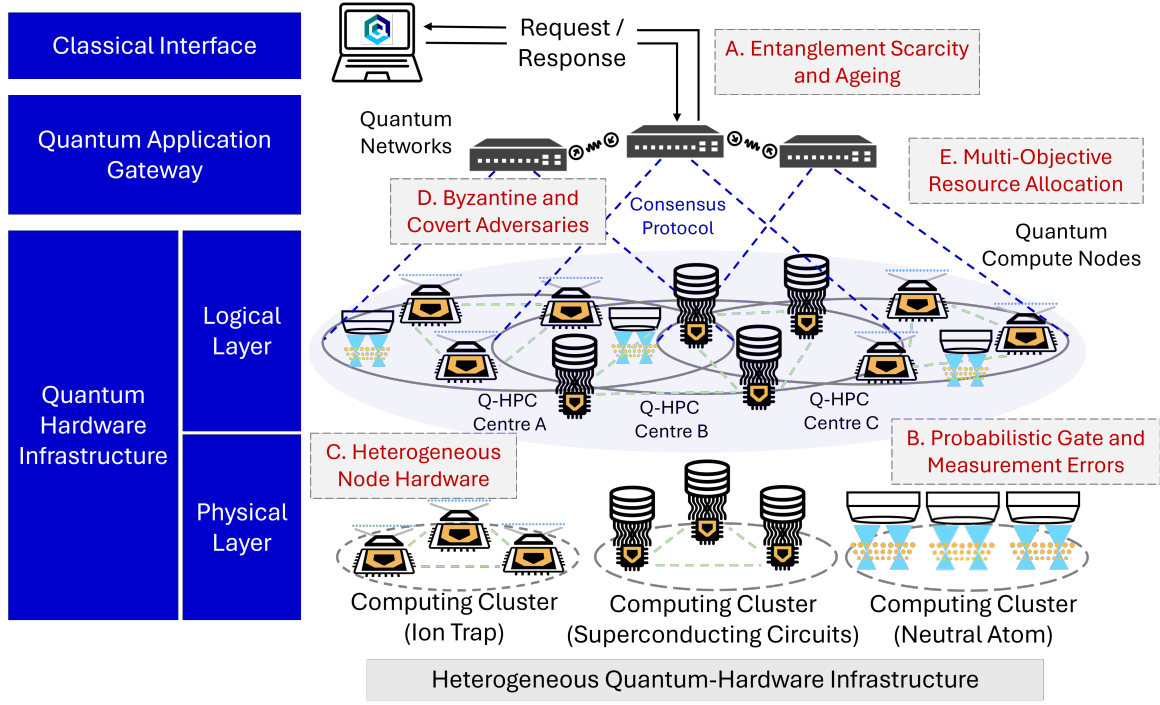 Classical Interface
Request /
Response
A. Entanglement Scarcity
and Ageing
Quantum Application
Gateway
Quantum
Networks
E. Multi-Objective
Resource Allocation
D. Byzantine and
Covert Adversaries
Consensus
Protocol
Quantum
Compute Nodes
Quantum
Hardware
Infrastructure
Logical
Layer
Q-HPC
Centre A
Q-HPC
Centre B
Q-HPC
Centre C
C. Heterogeneous
Node Hardware
B. Probabilistic Gate and
Measurement Errors
Physical
Layer
Computing Cluster
(Ion Trap)
Computing Cluster
(Superconducting Circuits)
Computing Cluster
(Neutral Atom)
Heterogeneous Quantum-Hardware Infrastructure